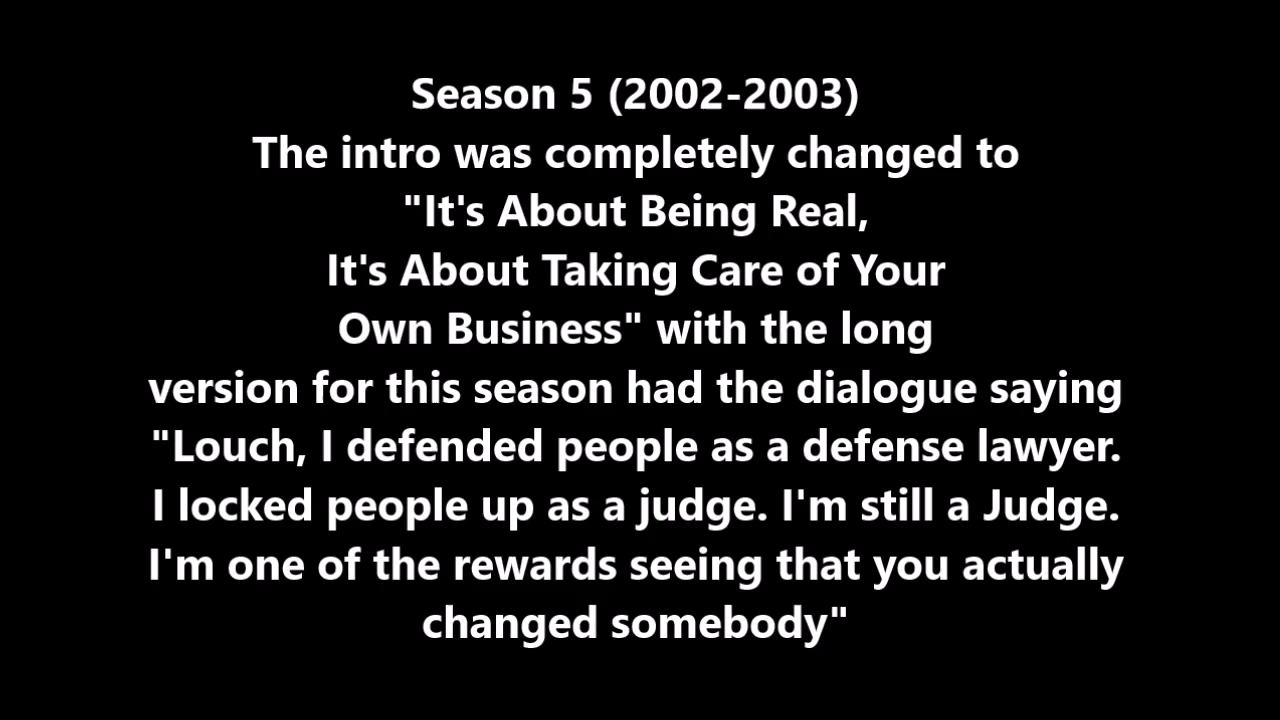 Season 5 (2002-2003)
The intro was completely changed to
"It's About Being Real,
It's About Taking Care of Your
Own Business" with the long
version for this season had the dialogue saying
"Louch, I defended people as a defense lawyer.
I locked people up as a judge. I'm still a Judge.
I'm one of the rewards seeing that you actually
changed somebody"